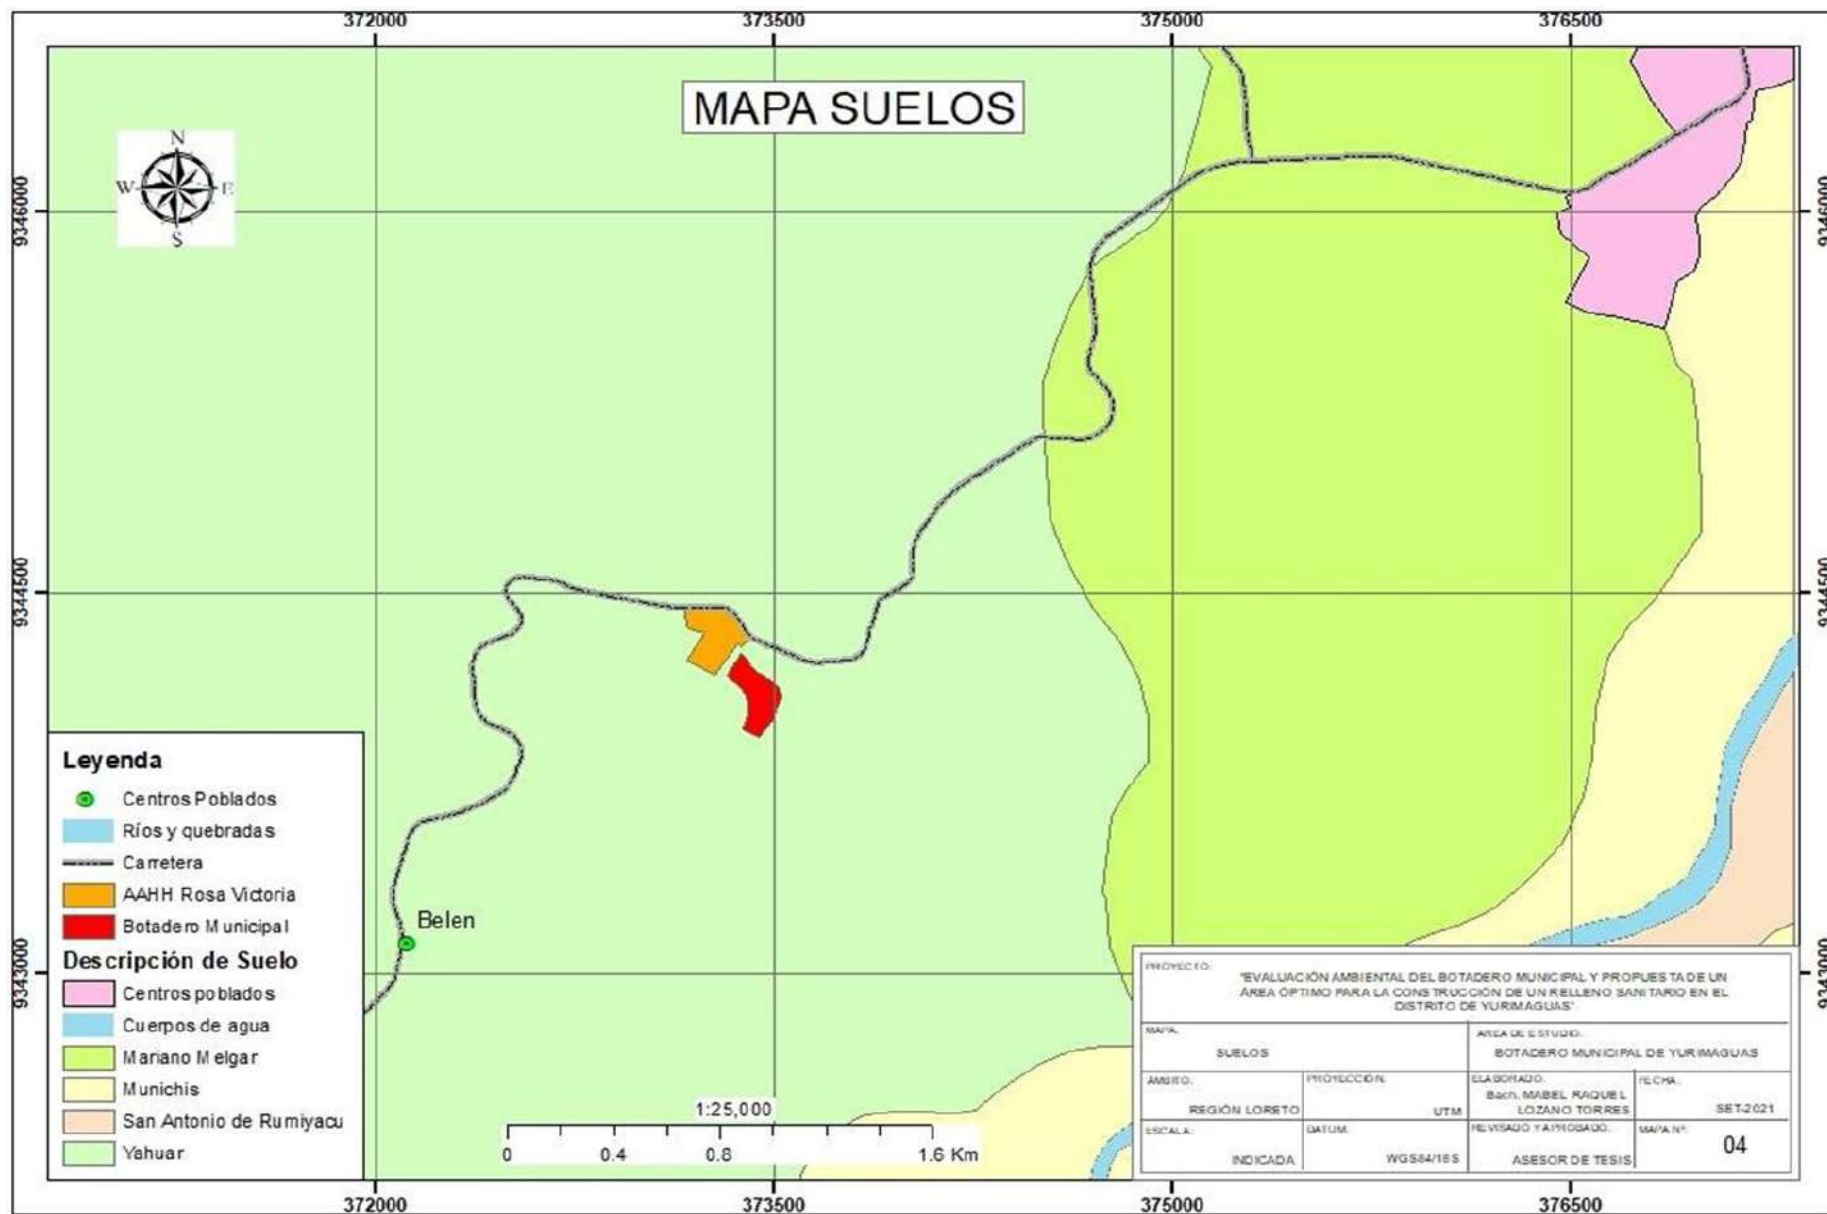 372000
373500
375000
376500
MAPA SUELOS
N
W
E
S
9346000
9346000
9344500
9344500
9343000
9343000
Belen
Leyenda
Centros Poblados
Ríos y quebradas
Carretera
AAHH Rosa Victoria
Botadero Municipal
Descripción de Suelo
Centros poblados
Cuerpos de agua
Mariano Melgar
Munichis
San Antonio de Rumiyacu
Yahuar
1:25,000
0 0.4 0.8 1.6 Km
PROYECTO:
"EVALUACIÓN AMBIENTAL DEL BOTADERO MUNICIPAL Y PROPUESTA DE UN
ÁREA ÓPTIMO PARA LA CONSTRUCCIÓN DE UN RELLENO SANITARIO EN EL
DISTRITO DE YURIMAGUAS"
MAPA:
SUELOS
AREA DE ESTUDIO:
BOTADERO MUNICIPAL DE YURIMAGUAS
AMBITO:
REGIÓN LORETO
PROYECCIÓN:
UTM
ELABORADO:
Bach. MABEL RAQUEL
LOZANO TORRES
FECHA:
SET-2021
ESCALA:
INDICADA
DATUM:
WGS84/18S
REVISADO Y APROBADO:
ASESOR DE TESIS
MAPA Nº:
04
372000
373500
375000
376500